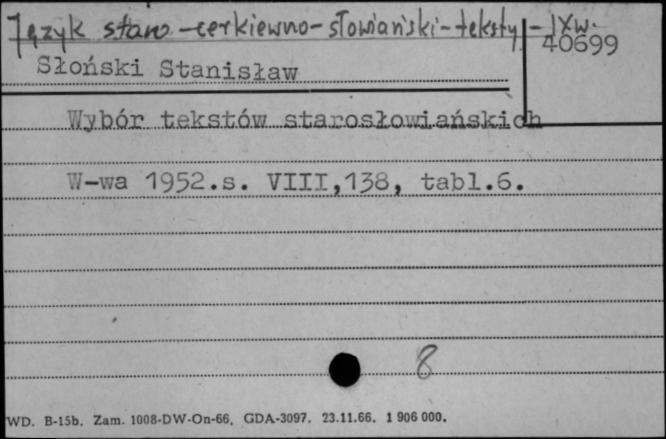 Język staro-cerkiewno-słowiański-teksty-IXw.
40699
Słoński Stanisław
Wybór tekstów starosłowiańskich
W-wa 1952.s. VIII,138, tabl.6.
8
WD. B-15b. Zam. 1008-DW-On-66. GDA-3097. 23.11.66. 1 906 000.